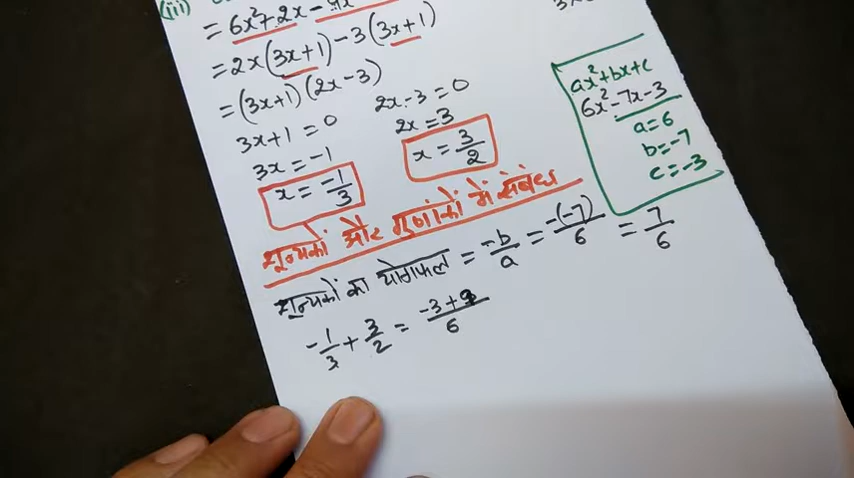 (iii)
= 6x²+2x-9x
= 2x(3x+1)-3(3x+1)
= (3x+1)(2x-3)
3x+1=0
3x=-1
x=-1/3
2x-3=0
2x=3
x=3/2
ax²+bx+c
6x²-7x-3
a=6
b=-7
c=-3
शून्यकों और गुणांकों में संबंध
शून्यकों का योगफल = -b/a = -(-7)/6 = 7/6
-1/3+3/2 = -3+9/6